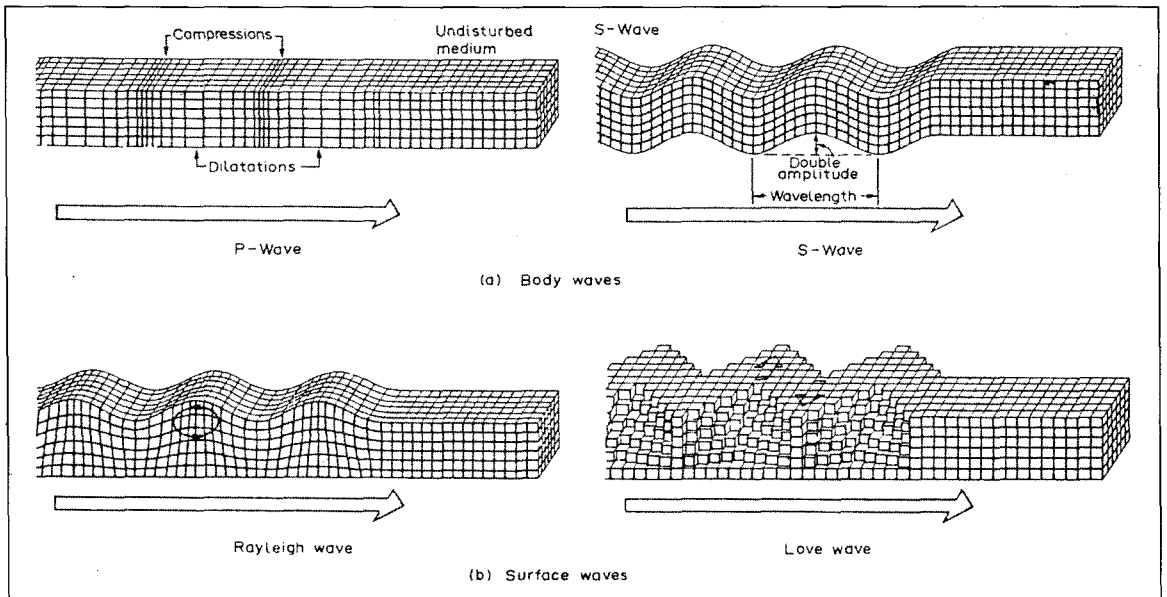 Compressions
Undisturbed
medium
Dilatations
P-Wave
S-Wave
Double
amplitude
Wavelength
S-Wave
(a) Body waves
Rayleigh wave
Love wave
(b) Surface waves